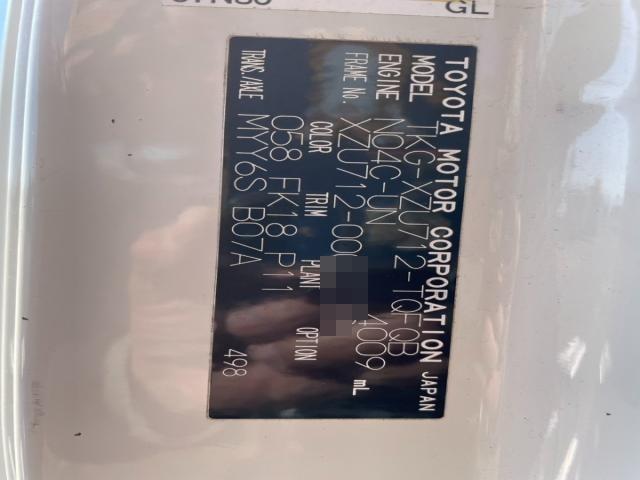 TOYOTA MOTOR CORPORATION JAPAN
MODEL TKG-XZU712-TQFQB
ENGINE N04C-UN 4009 mL
FRAME No. XZU712-000
COLOR TRIM PLANT OPTION
058 FK18 P11
TRANS./AXLE MYY6S B07A 498
GL